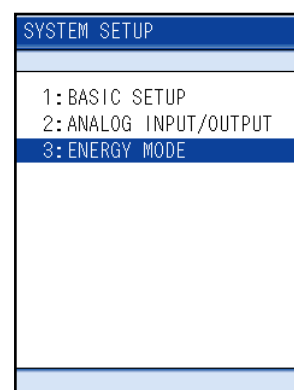 SYSTEM SETUP
1:BASIC SETUP
2:ANALOG INPUT/OUTPUT
3:ENERGY MODE